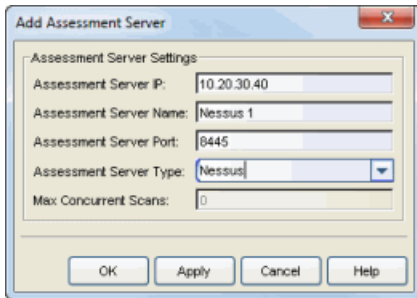 Add Assessment Server
Assessment Server Settings
Assessment Server IP: 10.20.30.40
Assessment Server Name: Nessus 1
Assessment Server Port: 8445
Assessment Server Type: Nessus
Max Concurrent Scans: 0
OK Apply Cancel Help